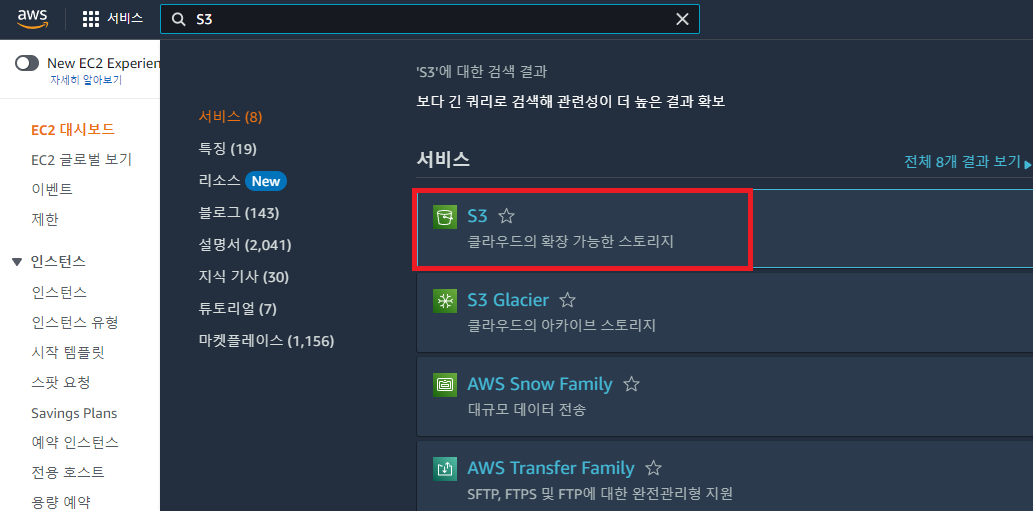 aws
서비스
S3
New EC2 Experien
자세히 알아보기
EC2 대시보드
EC2 글로벌 보기
이벤트
제한
인스턴스
인스턴스
인스턴스 유형
시작 템플릿
스팟 요청
Savings Plans
예약 인스턴스
전용 호스트
용량 예약
서비스 (8)
특징 (19)
리소스 New
블로그 (143)
설명서 (2,041)
지식 기사 (30)
튜토리얼 (7)
마켓플레이스 (1,156)
'S3'에 대한 검색 결과
보다 긴 쿼리로 검색해 관련성이 더 높은 결과 확보
서비스
전체 8개 결과 보기
S3
클라우드의 확장 가능한 스토리지
S3 Glacier
클라우드의 아카이브 스토리지
AWS Snow Family
대규모 데이터 전송
AWS Transfer Family
SFTP, FTPS 및 FTP에 대한 완전관리형 지원